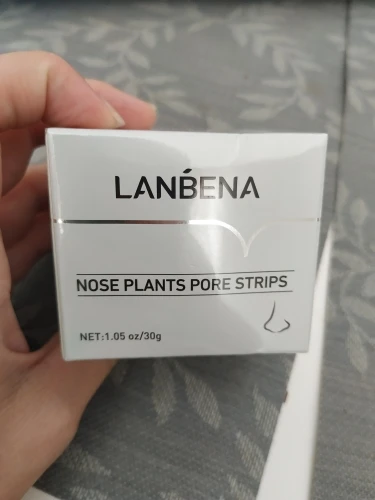 LANBENA
NOSE PLANTS PORE STRIPS
NET:1.05 oz/30g